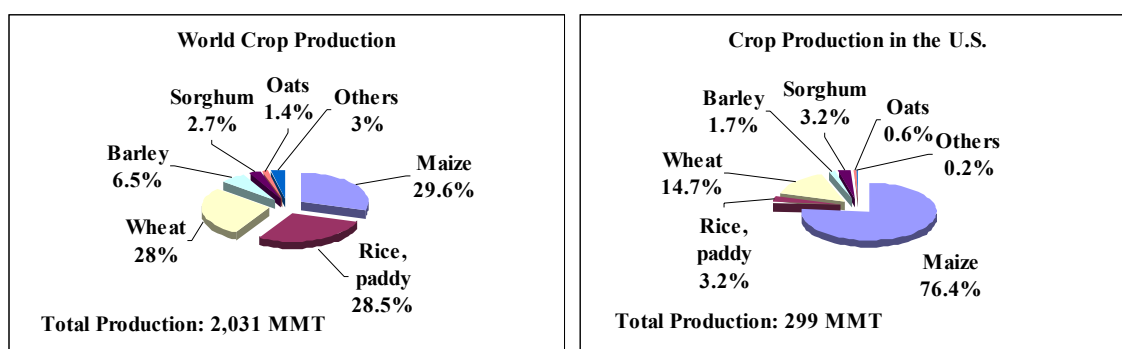 World Crop Production
Oats
1.4%
Others
3%
Sorghum
2.7%
Barley
6.5%
Maize
29.6%
Wheat
28%
Rice,
paddy
28.5%
Total Production: 2,031 MMT
Crop Production in the U.S.
Sorghum
3.2%
Barley
1.7%
Oats
0.6%
Others
0.2%
Wheat
14.7%
Rice,
paddy
3.2%
Maize
76.4%
Total Production: 299 MMT